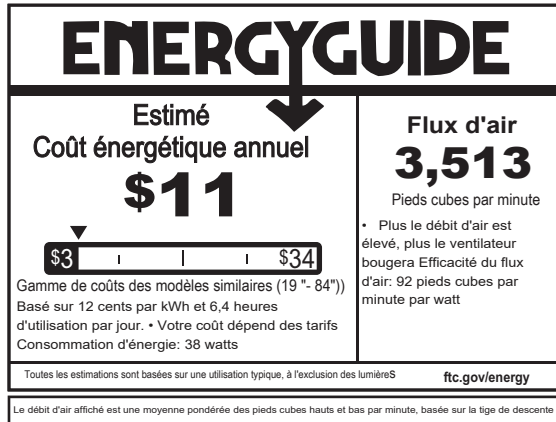 ENERGYGUIDE
Estimé
Coût énergétique annuel
$11
$3
$34
Gamme de coûts des modèles similaires (19 "- 84"))
Basé sur 12 cents par kWh et 6,4 heures
d'utilisation par jour. • Votre coût dépend des tarifs
Consommation d'énergie: 38 watts
Flux d'air
3,513
Pieds cubes par minute
• Plus le débit d'air est
élevé, plus le ventilateur
bougera Efficacité du flux
d'air: 92 pieds cubes par
minute par watt
Toutes les estimations sont basées sur une utilisation typique, à l'exclusion des lumièreS
ftc.gov/energy
Le débit d'air affiché est une moyenne pondérée des pieds cubes hauts et bas par minute, basée sur la tige de descente